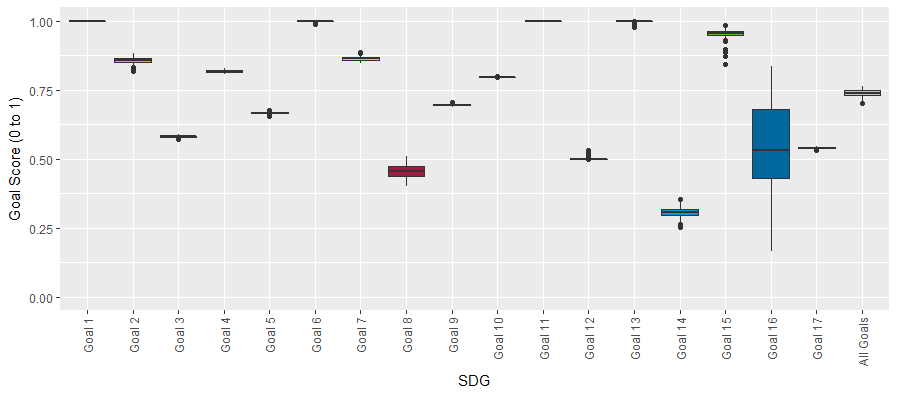 1.00
0.75
0.50
0.25
0.00
Goal Score (0 to 1)
Goal 1
Goal 2
Goal 3
Goal 4
Goal 5
Goal 6
Goal 7
Goal 8
Goal 9
Goal 10
Goal 11
Goal 12
Goal 13
Goal 14
Goal 15
Goal 16
Goal 17
All Goals
SDG